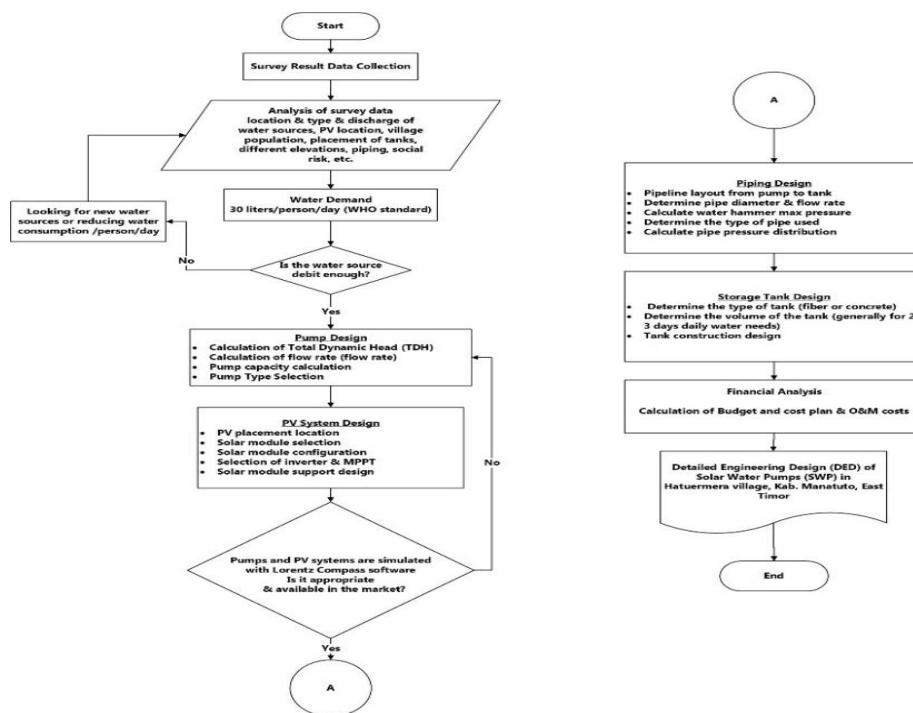 Start
Survey Result Data Collection
Analysis of survey data
location & type & discharge of
water sources, PV location, village
population, placement of tanks,
different elevations, piping, social
risk, etc.
Water Demand
30 liters/person/day (WHO standard)
Looking for new water
sources or reducing water
consumption /person/day
No
Is the water source
debit enough?
Yes
Pump Design
• Calculation of Total Dynamic Head (TDH)
• Calculation of flow rate (flow rate)
• Pump capacity calculation
• Pump Type Selection
PV System Design
• PV placement location
• Solar module selection
• Solar module configuration
• Selection of inverter & MPPT
• Solar module support design
No
Pumps and PV systems are simulated
with Lorentz Compass software
Is it appropriate
& available in the market?
Yes
A
A
Piping Design
• Pipeline layout from pump to tank
• Determine pipe diameter & flow rate
• Calculate water hammer max pressure
• Determine the type of pipe used
• Calculate pipe pressure distribution
Storage Tank Design
• Determine the type of tank (fiber or concrete)
• Determine the volume of the tank (generally for 2
3 days daily water needs)
• Tank construction design
Financial Analysis
Calculation of Budget and cost plan & O&M costs
Detailed Engineering Design (DED) of
Solar Water Pumps (SWP) in
Hatuermera village, Kab. Manatuto, East
Timor
End